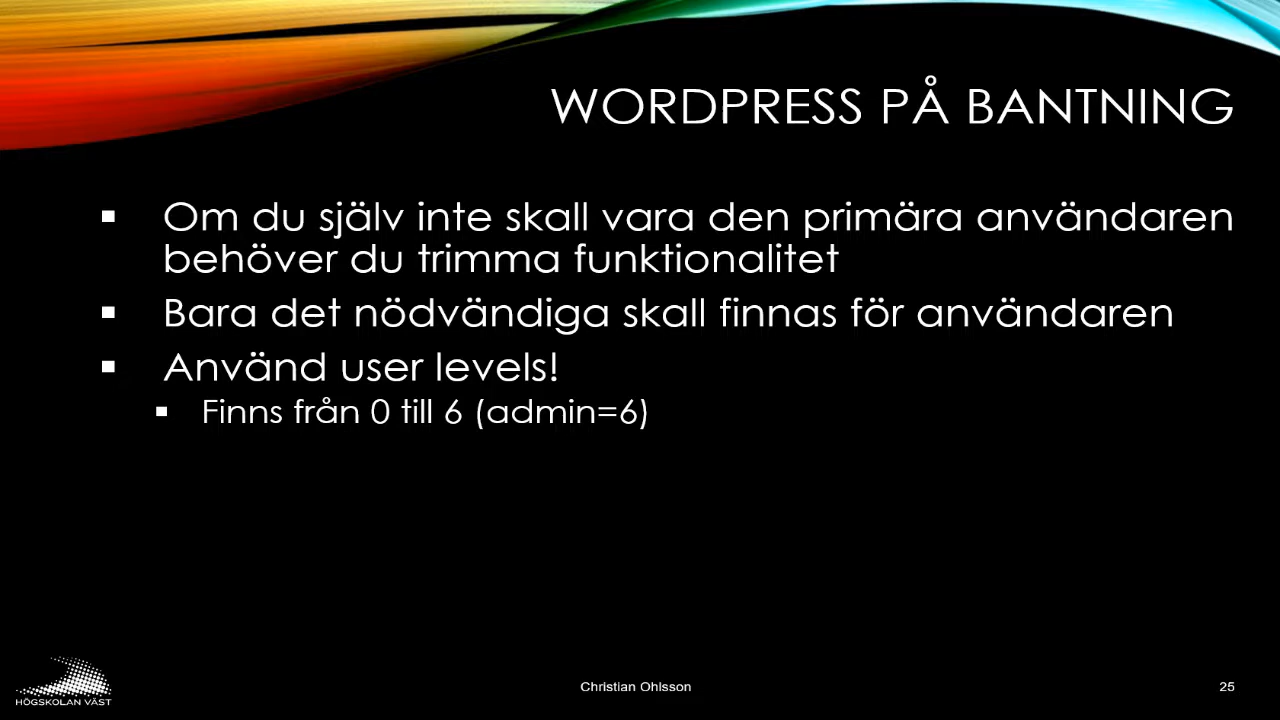 WORDPRESS PÅ BANTNING
▪ Om du själv inte skall vara den primära användaren
behöver du trimma funktionalitet
▪ Bara det nödvändiga skall finnas för användaren
▪ Använd user levels!
▪ Finns från 0 till 6 (admin=6)
HÖGSKOLAN VÄST
Christian Ohlsson
25